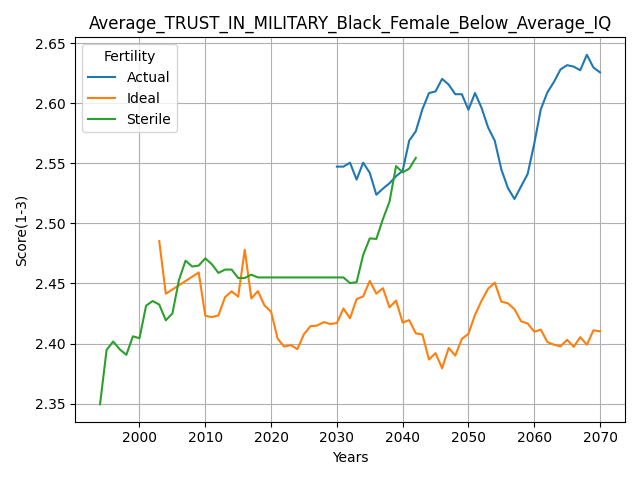 Average_TRUST_IN_MILITARY_Black_Female_Below_Average_IQ
Fertility
Actual
Ideal
Sterile
Score(1-3)
2.65
2.60
2.55
2.50
2.45
2.40
2.35
2000 2010 2020 2030 2040 2050 2060 2070
Years